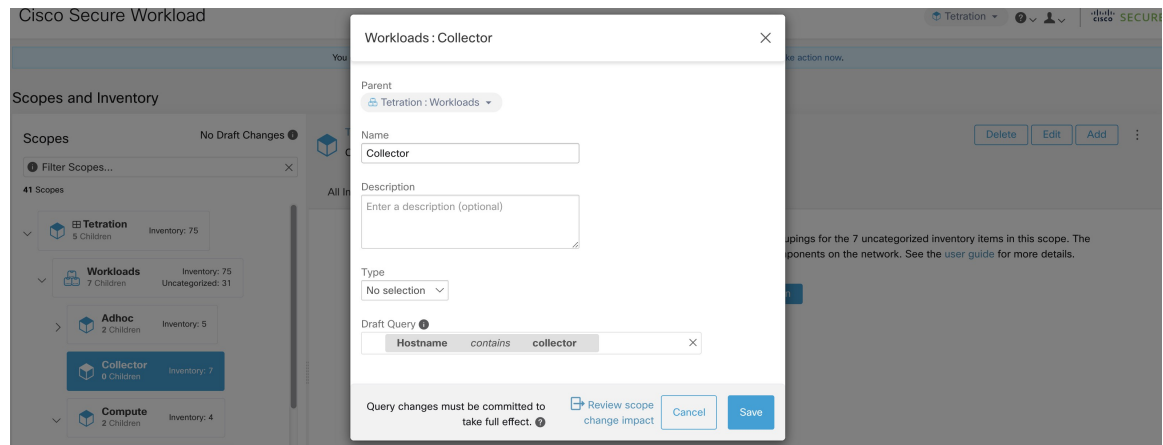 Cisco Secure Workload
Tetration
cisco SECURE
You
ke action now.
Scopes and Inventory
Scopes
No Draft Changes
Filter Scopes...
41 Scopes
Tetration
5 Children
Inventory: 75
Workloads
7 Children
Inventory: 75
Uncategorized: 31
Adhoc
2 Children
Inventory: 5
Collector
0 Children
Inventory: 7
Compute
2 Children
Inventory: 4
All In
Delete
Edit
Add
upings for the 7 uncategorized inventory items in this scope. The
ponents on the network. See the user guide for more details.
Workloads : Collector
Parent
Tetration : Workloads
Name
Collector
Description
Enter a description (optional)
Type
No selection
Draft Query
Hostname contains collector
Query changes must be committed to
take full effect.
Review scope
change impact
Cancel
Save